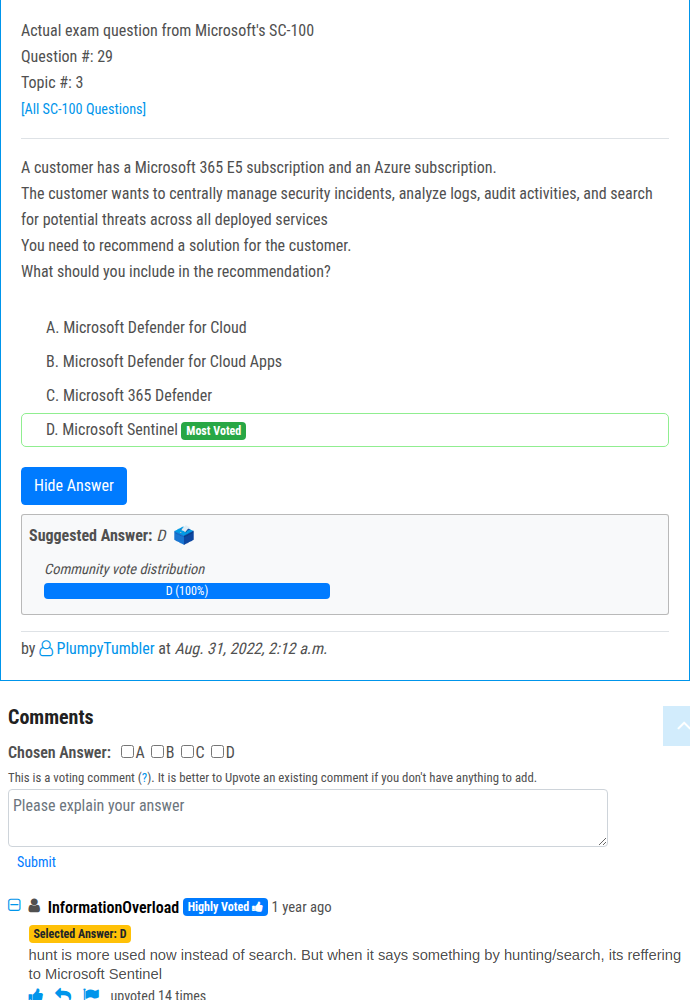 Actual exam question from Microsoft's SC-100
Question #: 29
Topic #: 3
[All SC-100 Questions]
A customer has a Microsoft 365 E5 subscription and an Azure subscription.
The customer wants to centrally manage security incidents, analyze logs, audit activities, and search
for potential threats across all deployed services
You need to recommend a solution for the customer.
What should you include in the recommendation?
A. Microsoft Defender for Cloud
B. Microsoft Defender for Cloud Apps
C. Microsoft 365 Defender
D. Microsoft Sentinel Most Voted
Hide Answer
Suggested Answer: D
Community vote distribution
D (100%)
by PlumpyTumbler at Aug. 31, 2022, 2:12 a.m.
Comments
Chosen Answer: A B C D
This is a voting comment (?). It is better to Upvote an existing comment if you don't have anything to add.
Please explain your answer
Submit
InformationOverload Highly Voted 1 year ago
Selected Answer: D
hunt is more used now instead of search. But when it says something by hunting/search, its reffering
to Microsoft Sentinel
upvoted 14 times